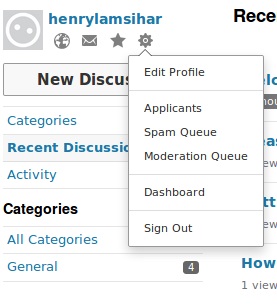 henrylamsihar
Rece
New Discus
Edit Profile
Applicants
Spam Queue
Moderation Queue
Dashboard
Sign Out
Categories
Recent Discussio
Activity
Categories
All Categories
General 4
How
1 view